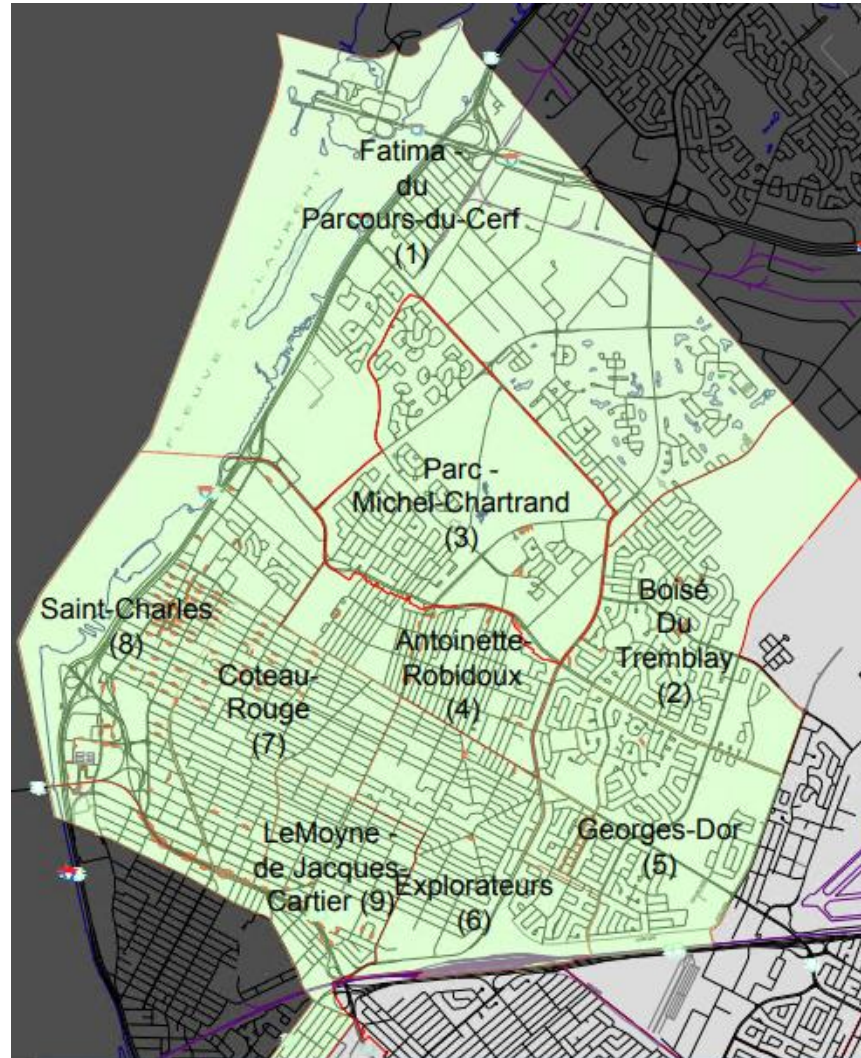 Fatima -
du
Parcours-du-Cerf
(1)
FLEUVE ST-LAURENT
Parc -
Michel-Chartrand
(3)
Boisé
Du
Tremblay
(2)
Saint-Charles
(8)
Antoinette-
Robidoux
(4)
Coteau-
Rouge
(7)
Georges-Dor
(5)
LeMoyne -
de Jacques-
Cartier (9)
Explorateurs
(6)